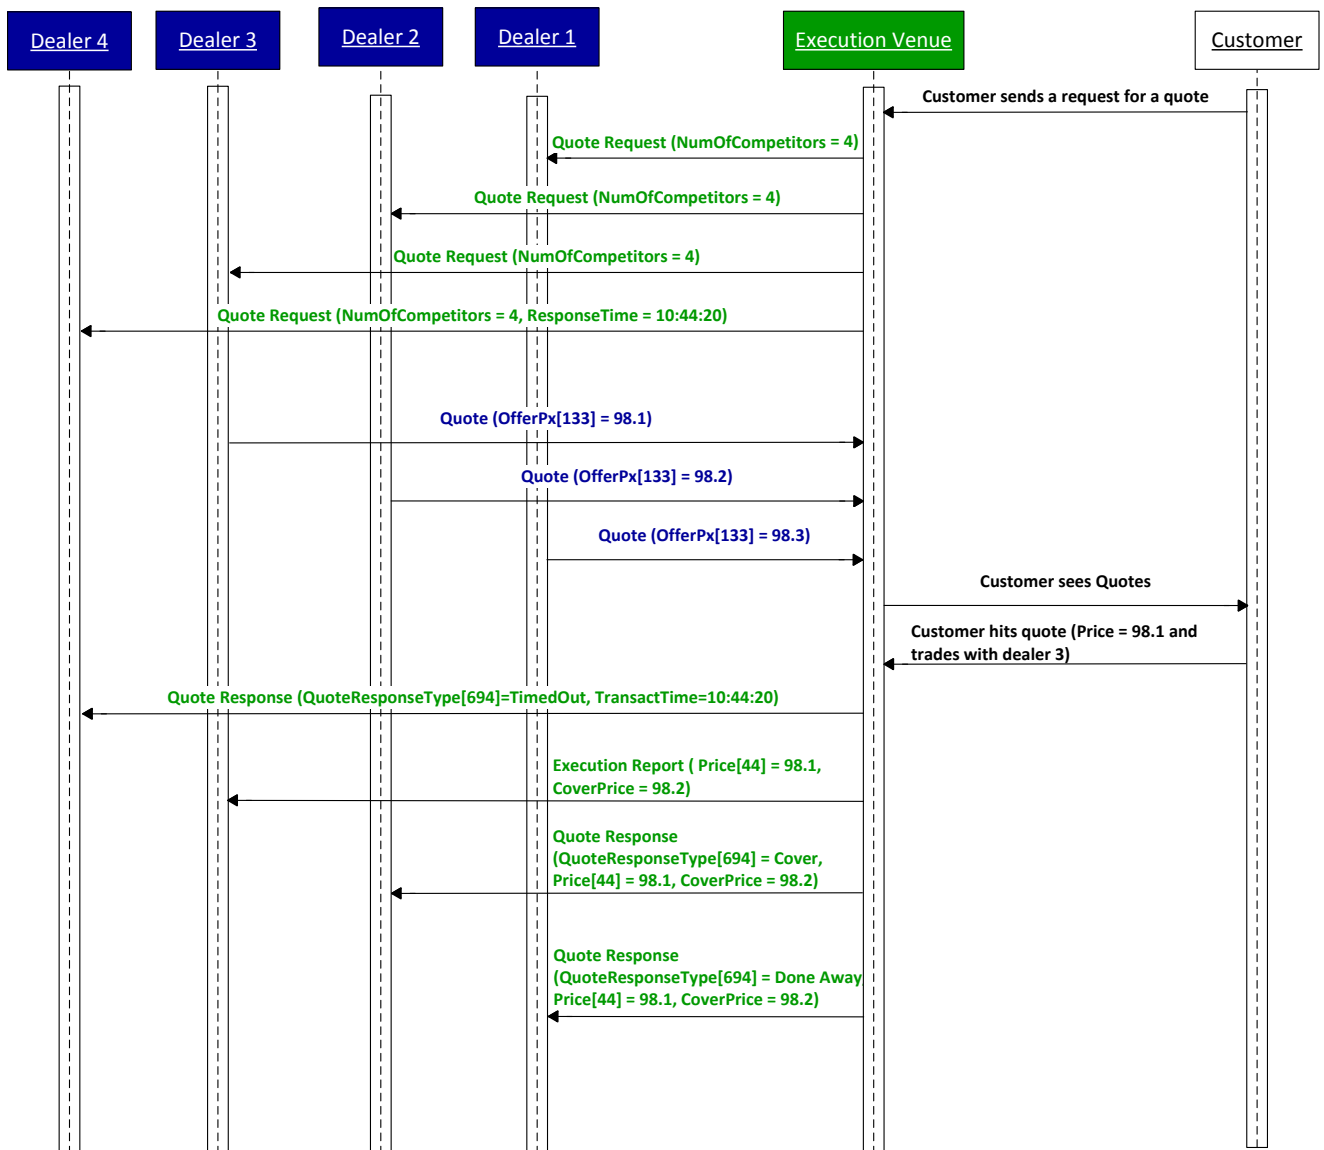 Dealer 4
Dealer 3
Dealer 2
Dealer 1
Execution Venue
Customer
Customer sends a request for a quote
Quote Request (NumOfCompetitors = 4)
Quote Request (NumOfCompetitors = 4)
Quote Request (NumOfCompetitors = 4)
Quote Request (NumOfCompetitors = 4, ResponseTime = 10:44:20)
Quote (OfferPx[133] = 98.1)
Quote (OfferPx[133] = 98.2)
Quote (OfferPx[133] = 98.3)
Customer sees Quotes
Customer hits quote (Price = 98.1 and
trades with dealer 3)
Quote Response (QuoteResponseType[694]=TimedOut, TransactTime=10:44:20)
Execution Report ( Price[44] = 98.1,
CoverPrice = 98.2)
Quote Response
(QuoteResponseType[694] = Cover,
Price[44] = 98.1, CoverPrice = 98.2)
Quote Response
(QuoteResponseType[694] = Done Away,
Price[44] = 98.1, CoverPrice = 98.2)